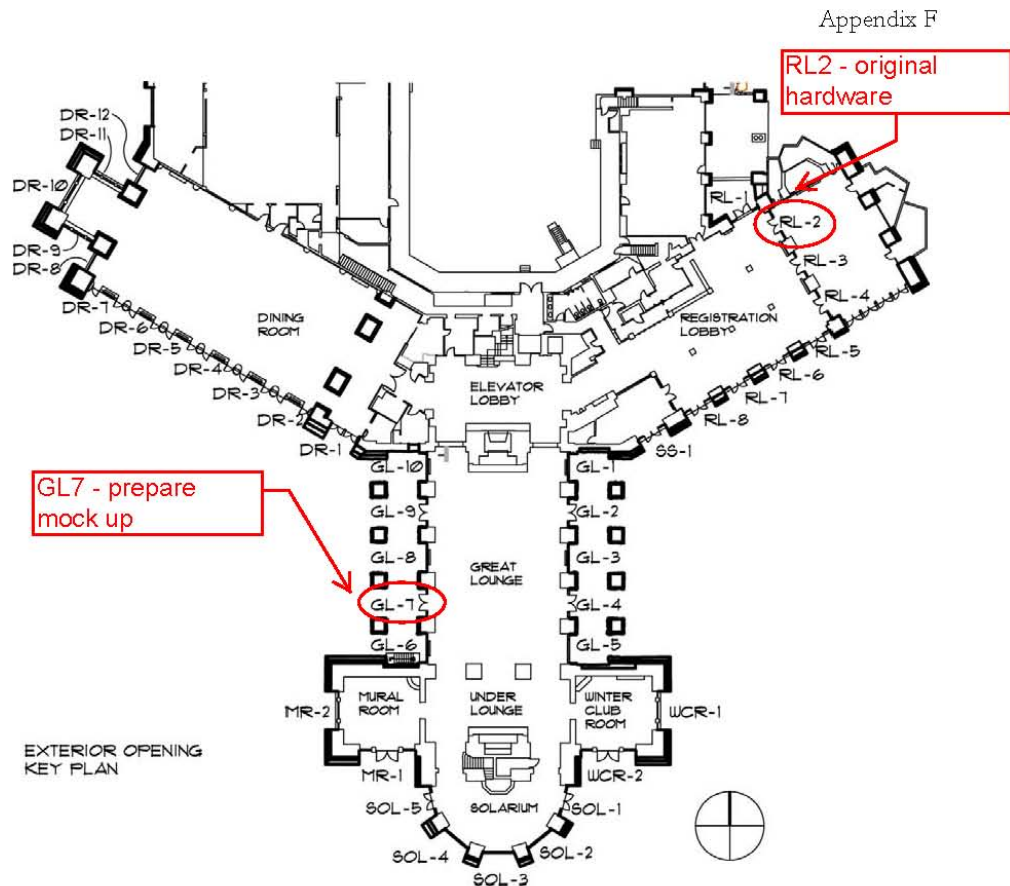 Appendix F
RL2 - original
hardware
DR-12
DR-11
DR-10
DR-9
DR-8
DR-7
DR-6
DR-5
DR-4
DR-3
DR-2
DR-1
DINING
ROOM
RL-1
RL-2
RL-3
RL-4
REGISTRATION
LOBBY
RL-5
RL-6
RL-7
RL-8
SS-1
ELEVATOR
LOBBY
GL7 - prepare
mock up
GL-10
GL-9
GL-8
GL-7
GL-6
GL-1
GL-2
GL-3
GL-4
GL-5
GREAT
LOUNGE
MR-2
MURAL
ROOM
UNDER
LOUNGE
WINTER
CLUB
ROOM
WCR-1
EXTERIOR OPENING
KEY PLAN
MR-1
WCR-2
SOL-5
SOLARIUM
SOL-1
SOL-4
SOL-2
SOL-3